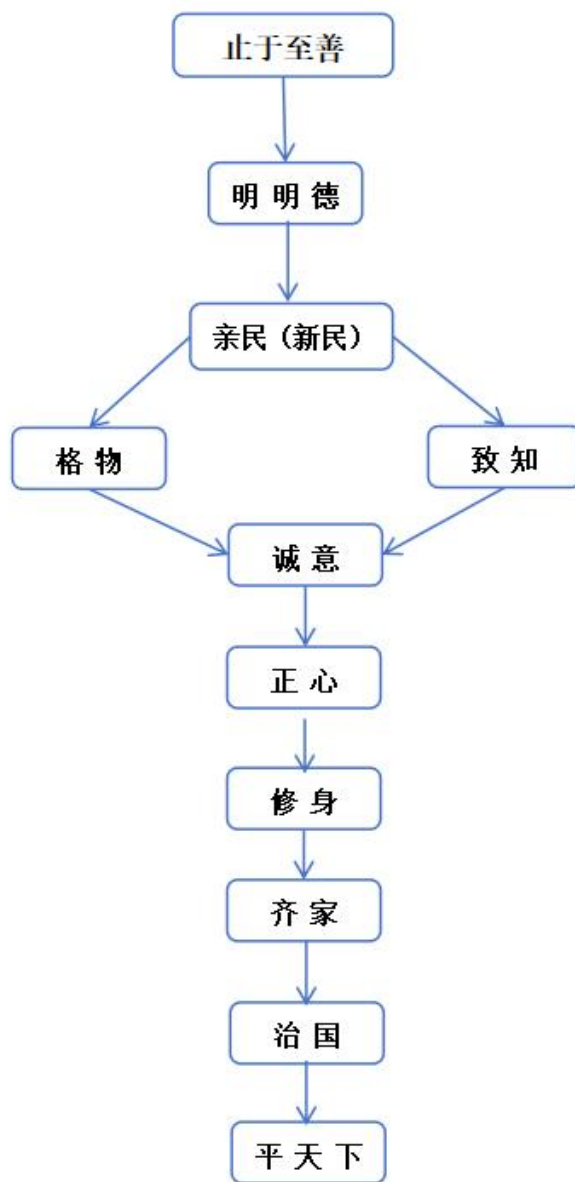 止于至善
明 明 德
亲民（新民）
格 物
致 知
诚 意
正 心
修 身
齐 家
治 国
平 天 下